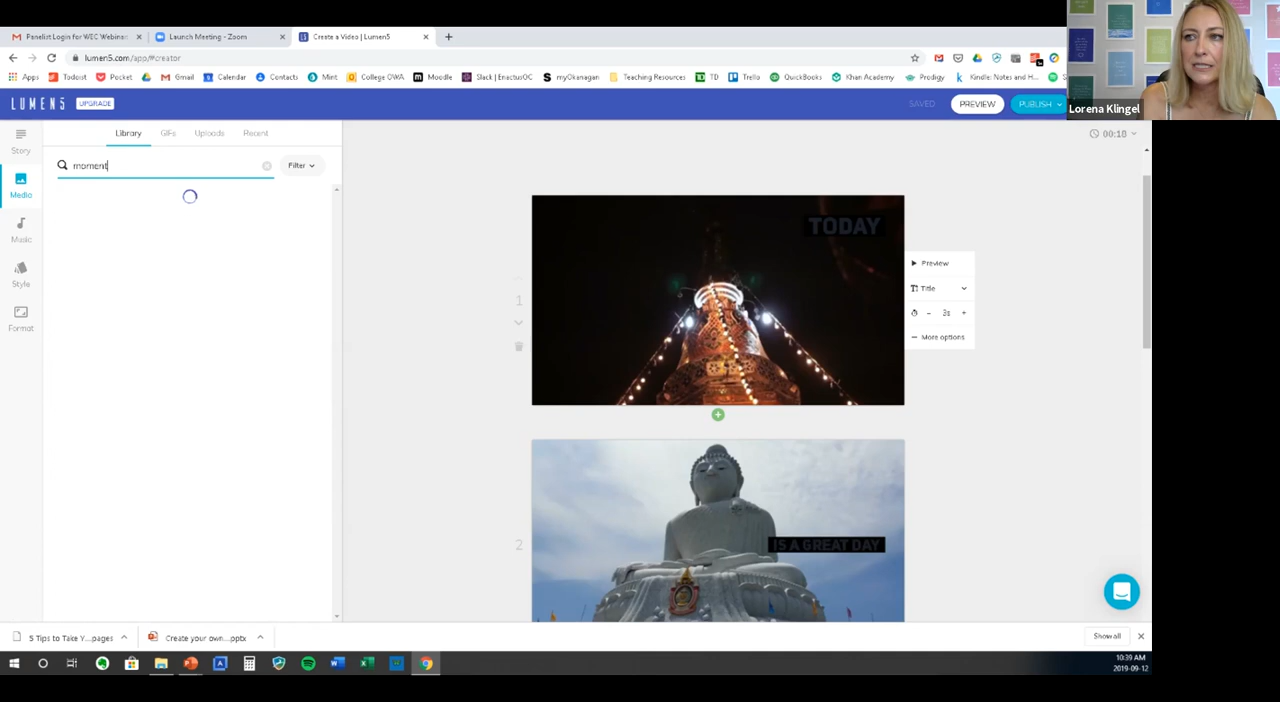 Panelist Login for WEC Webinar
Launch Meeting - Zoom
Create a Video | Lumen5
lumen5.com/app/#creator
Apps
Todoist
Pocket
Gmail
Calendar
Contacts
Mint
College OWA
Moodle
Slack | EnactusOC
myOkanagan
Teaching Resources
TD
Trello
QuickBooks
Khan Academy
Prodigy
Kindle: Notes and H...
Lorena Klingel
LUMEN5
UPGRADE
SAVED
PREVIEW
PUBLISH
Story
Media
Music
Style
Format
Library
GIFs
Uploads
Recent
moment
Filter
00:18
TODAY
1
Preview
Title
- 3s +
More options
2
IS A GREAT DAY
5 Tips to Take Y....pages
Create your own...pptx
Show all
10:39 AM
2019-09-12